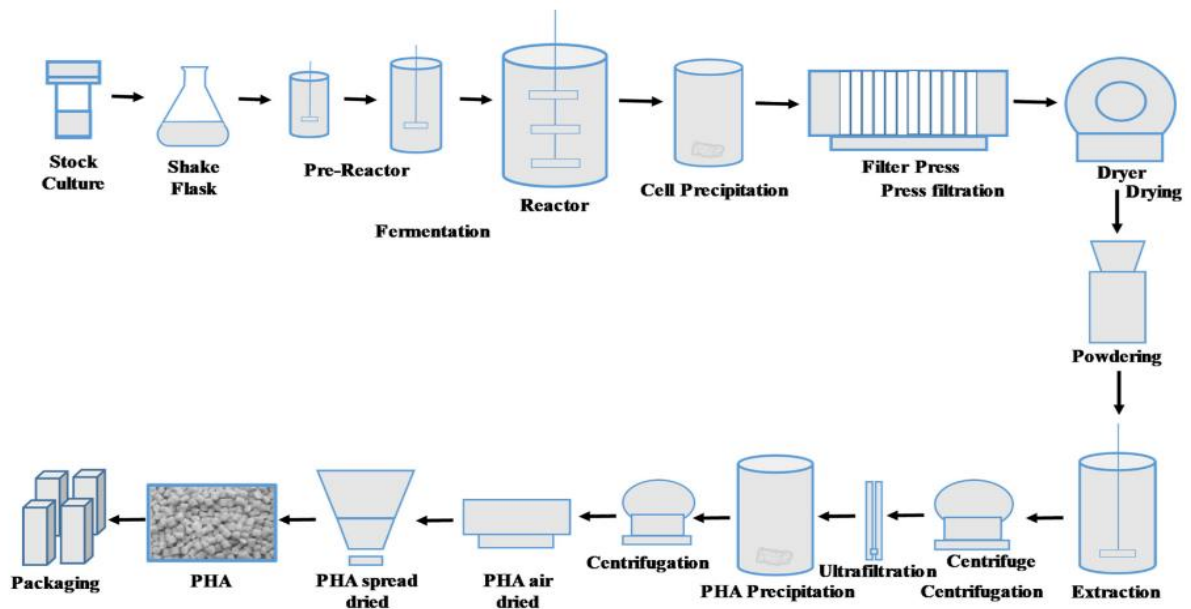 Stock
Culture
Shake
Flask
Pre-Reactor
Fermentation
Reactor
Cell Precipitation
Filter Press
Press filtration
Dryer
Drying
Powdering
Extraction
Centrifuge
Centrifugation
Ultrafiltration
PHA Precipitation
Centrifugation
PHA air
dried
PHA spread
dried
PHA
Packaging